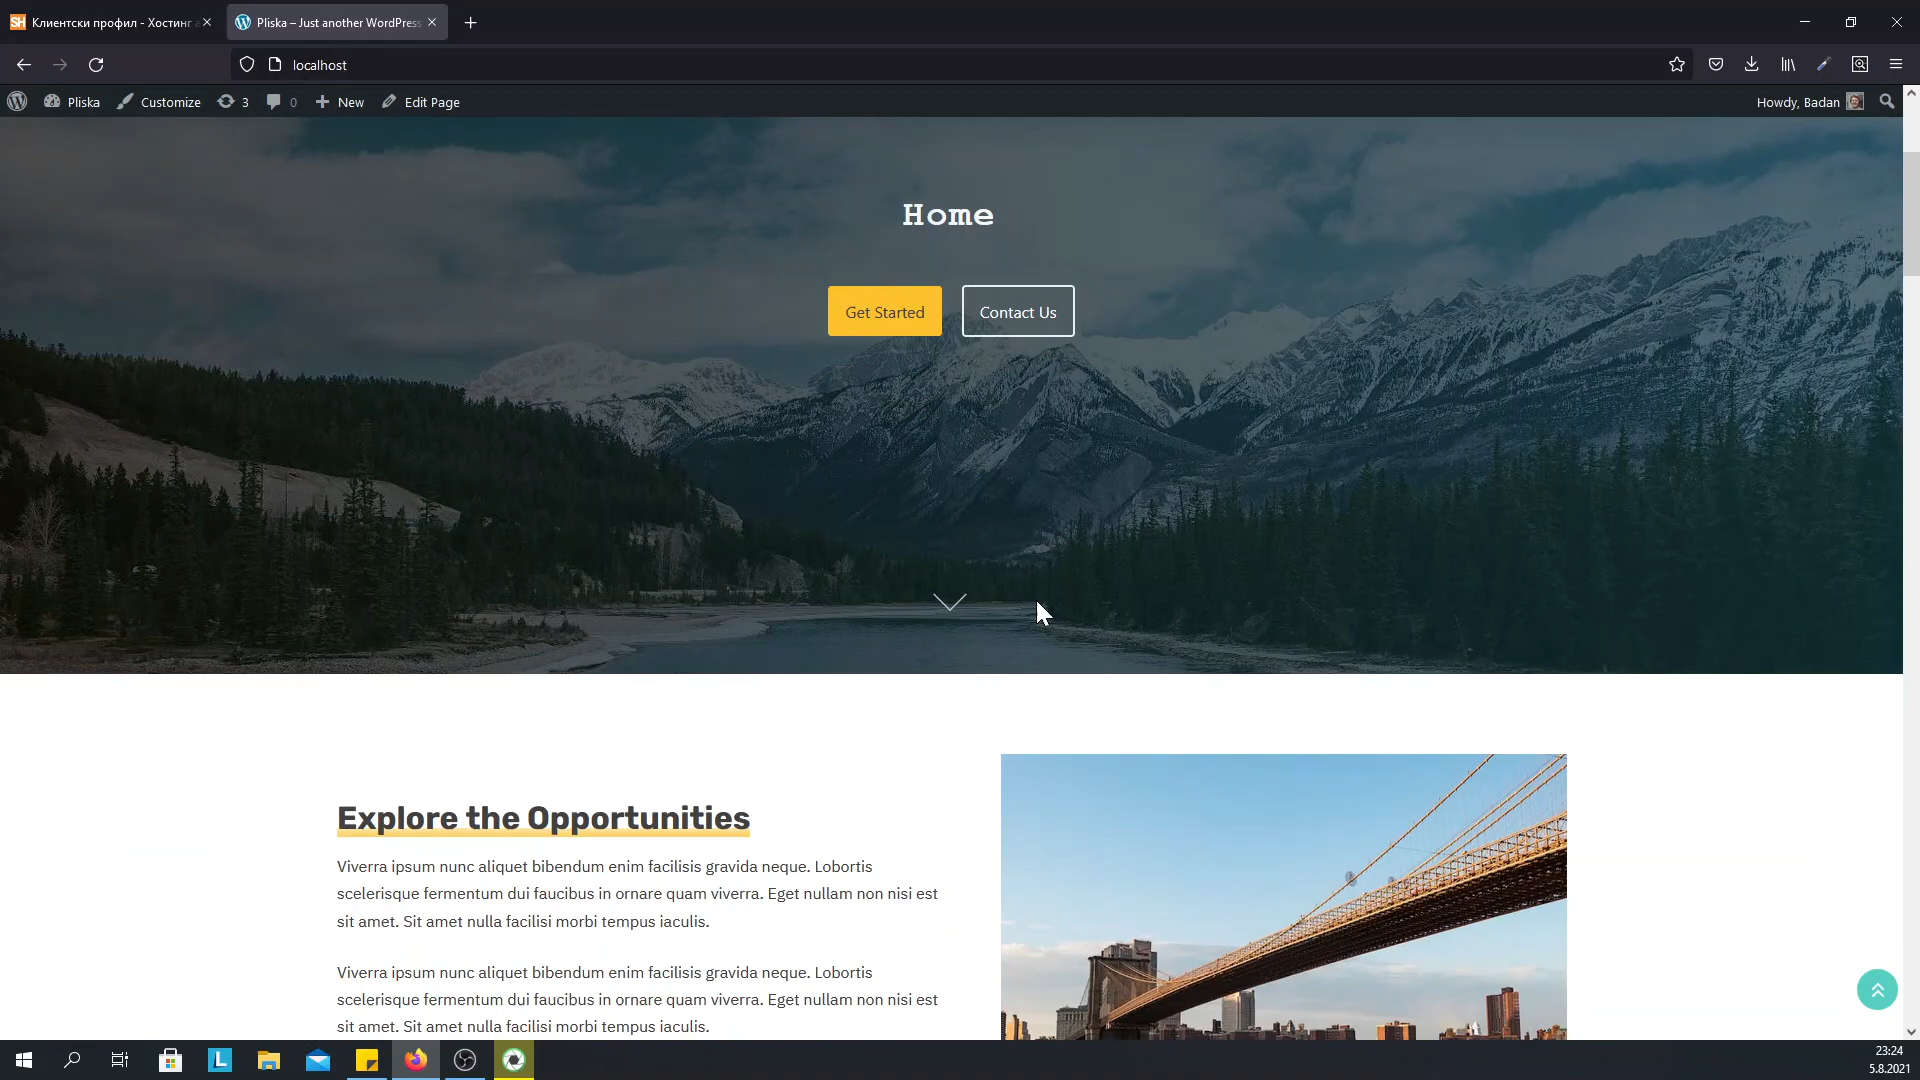 SH Клиентски профил - Хостинг
Pliska – Just another WordPress
localhost
Pliska
Customize
3
0
New
Edit Page
Howdy, Badan
Home
Get Started
Contact Us
Explore the Opportunities
Viverra ipsum nunc aliquet bibendum enim facilisis gravida neque. Lobortis
scelerisque fermentum dui faucibus in ornare quam viverra. Eget nullam non nisi est
sit amet. Sit amet nulla facilisi morbi tempus iaculis.
Viverra ipsum nunc aliquet bibendum enim facilisis gravida neque. Lobortis
scelerisque fermentum dui faucibus in ornare quam viverra. Eget nullam non nisi est
sit amet. Sit amet nulla facilisi morbi tempus iaculis.
L
23:24
5.8.2021